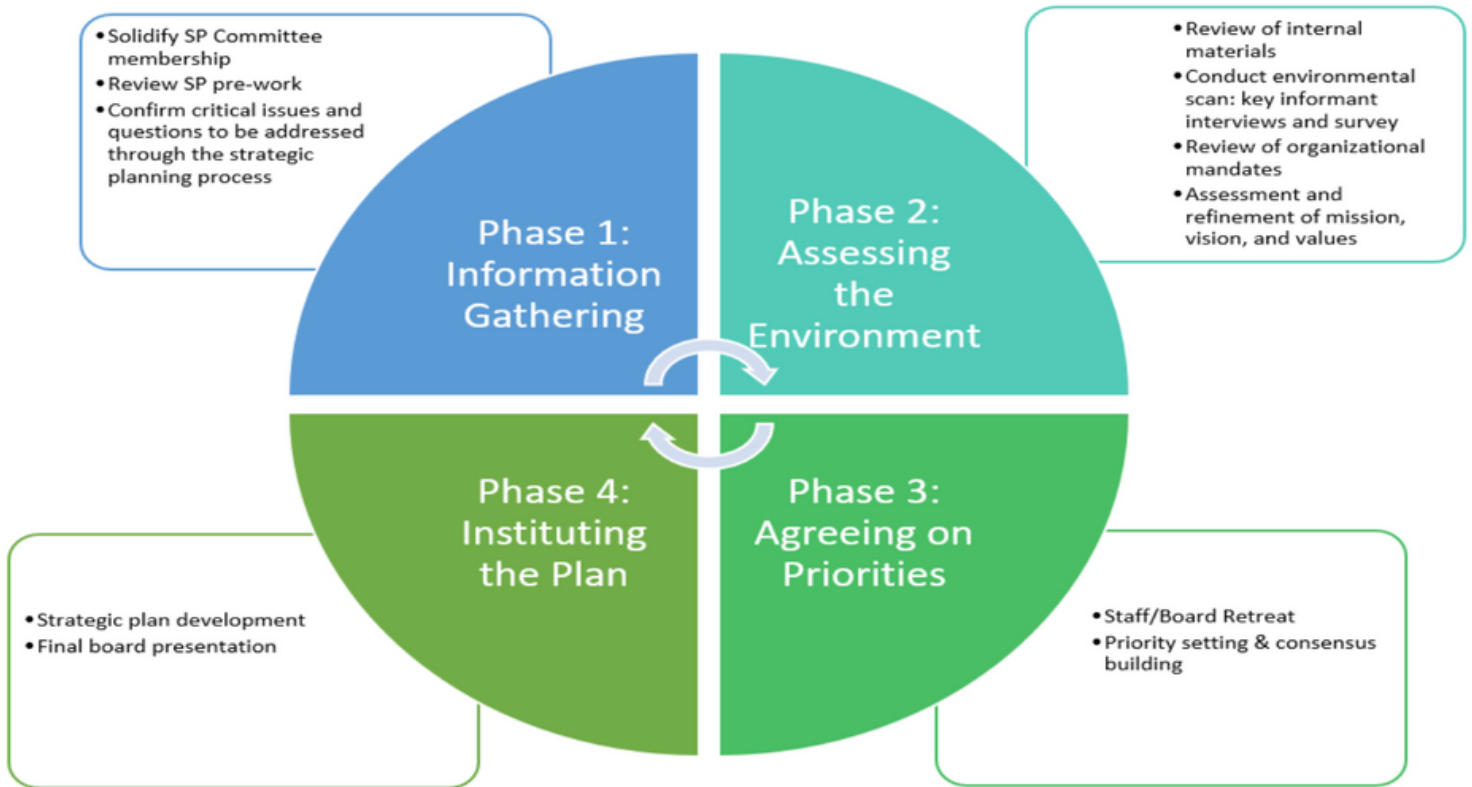 •Solidify SP Committee
membership
•Review SP pre-work
•Confirm critical issues and
questions to be addressed
through the strategic
planning process
Phase 1:
Information
Gathering
•Review of internal
materials
•Conduct environmental
scan: key informant
interviews and survey
•Review of organizational
mandates
•Assessment and
refinement of mission,
vision, and values
Phase 2:
Assessing
the
Environment
Phase 3:
Agreeing on
Priorities
•Staff/Board Retreat
•Priority setting & consensus
building
Phase 4:
Instituting
the Plan
•Strategic plan development
•Final board presentation